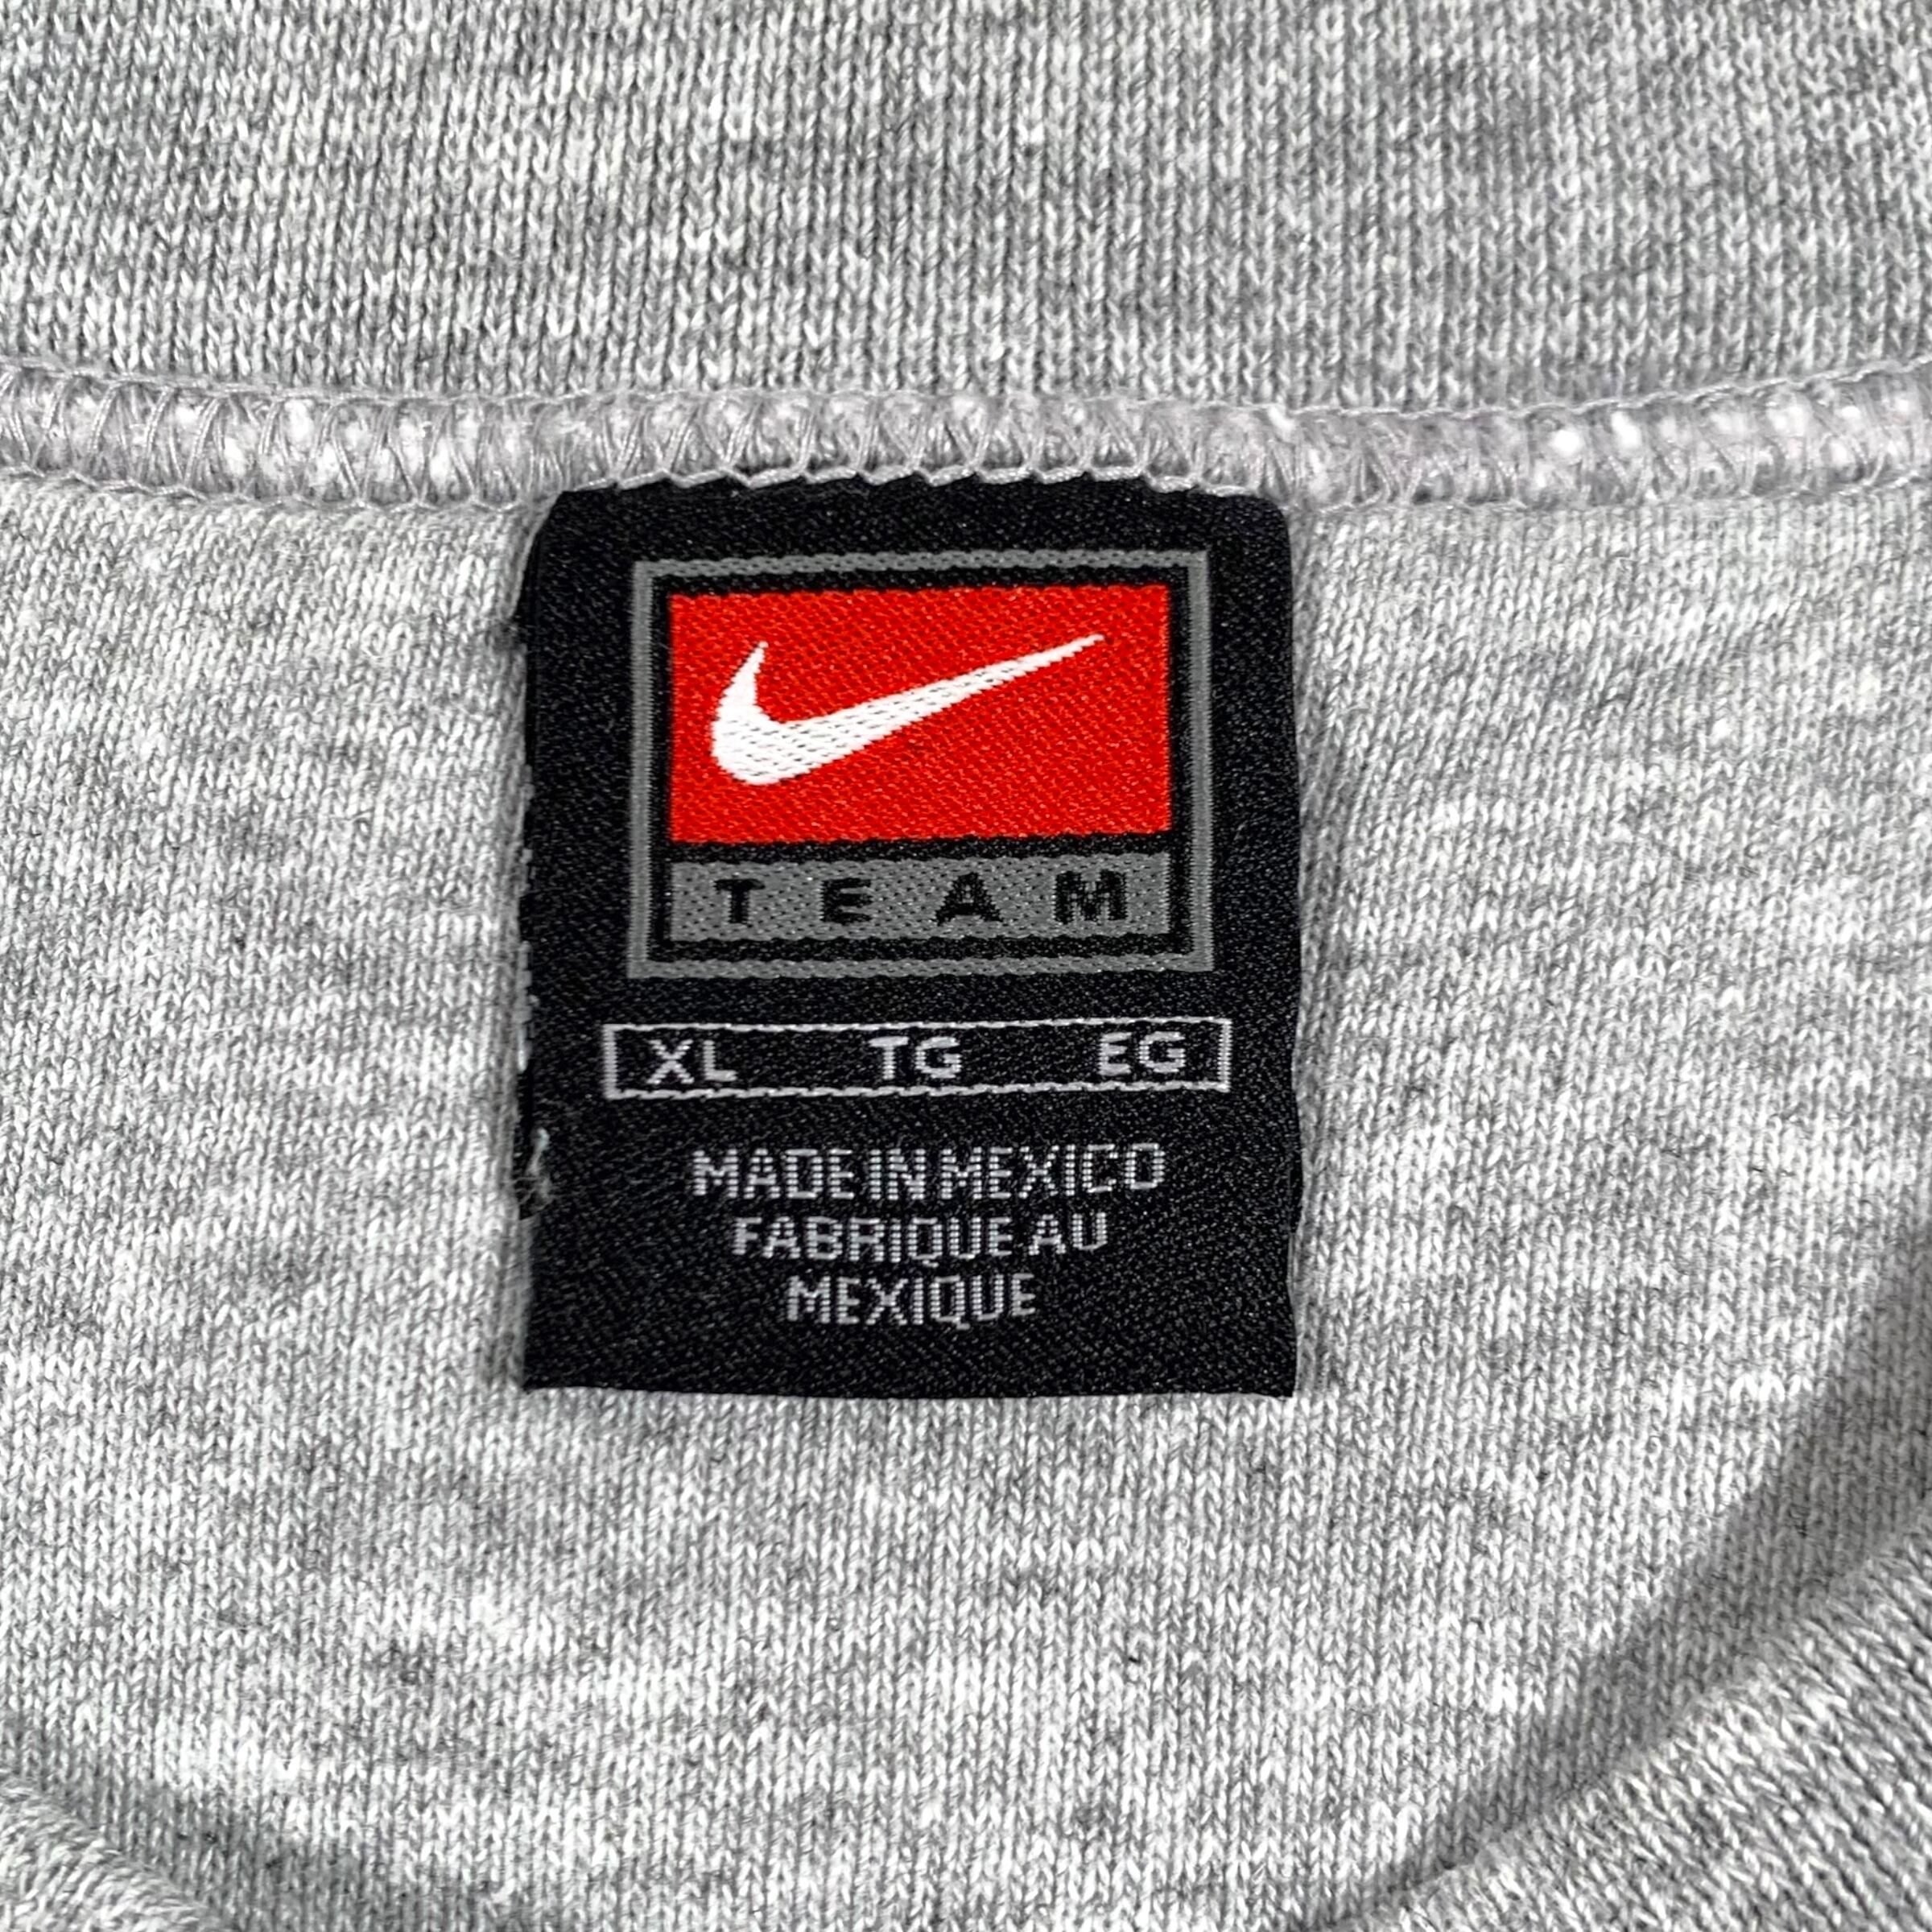 TEAM
XL TG EG
MADE IN MEXICO
FABRIQUE AU
MEXIQUE